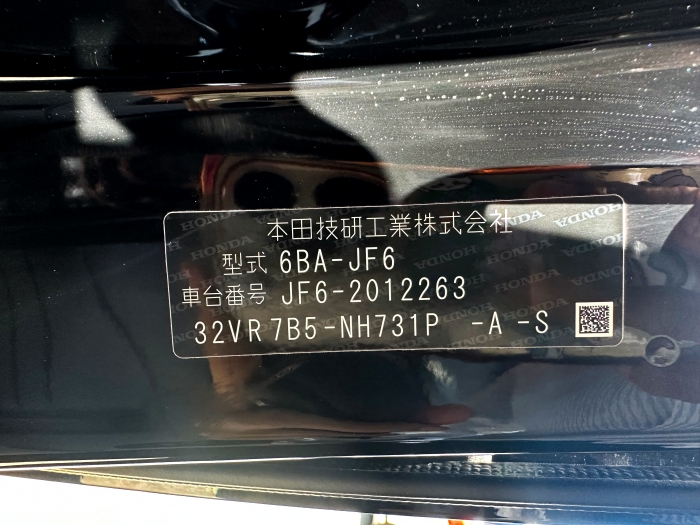 本田技研工業株式会社
型式 6BA-JF6
車台番号 JF6-2012263
32VR 7B5-NH731P -A -S